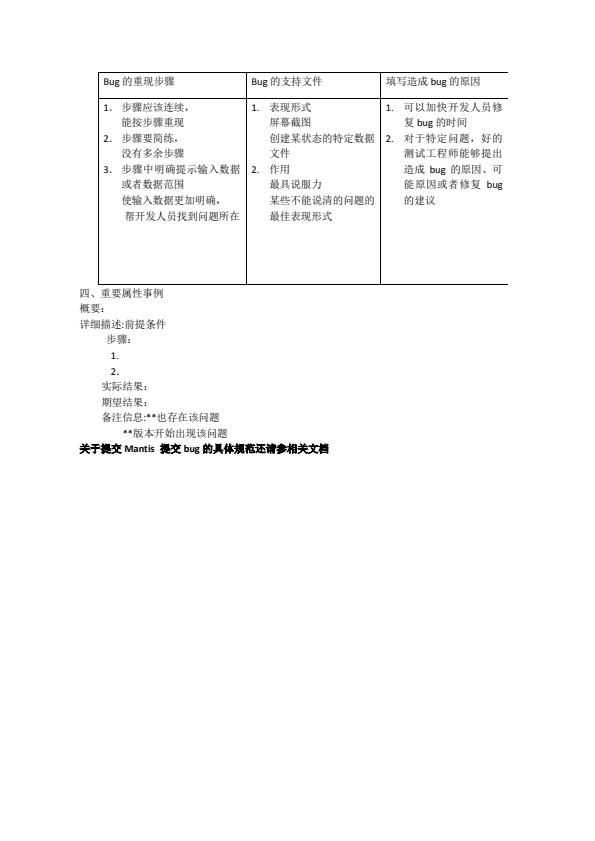 Bug 的重现步骤
Bug 的支持文件
填写造成 bug 的原因
1. 步骤应该连续，
能按步骤重现
2. 步骤要简练，
没有多余步骤
3. 步骤中明确提示输入数据
或者数据范围
使输入数据更加明确，
帮开发人员找到问题所在
1. 表现形式
屏幕截图
创建某状态的特定数据
文件
2. 作用
最具说服力
某些不能说清的问题的
最佳表现形式
1. 可以加快开发人员修
复 bug 的时间
2. 对于特定问题，好的
测试工程师能够提出
造成 bug 的原因、可
能原因或者修复 bug
的建议
四、重要属性事例
概要：
详细描述:前提条件
步骤：
1.
2.
实际结果：
期望结果：
备注信息:**也存在该问题
**版本开始出现该问题
关于提交 Mantis 提交 bug 的具体规范还请参相关文档